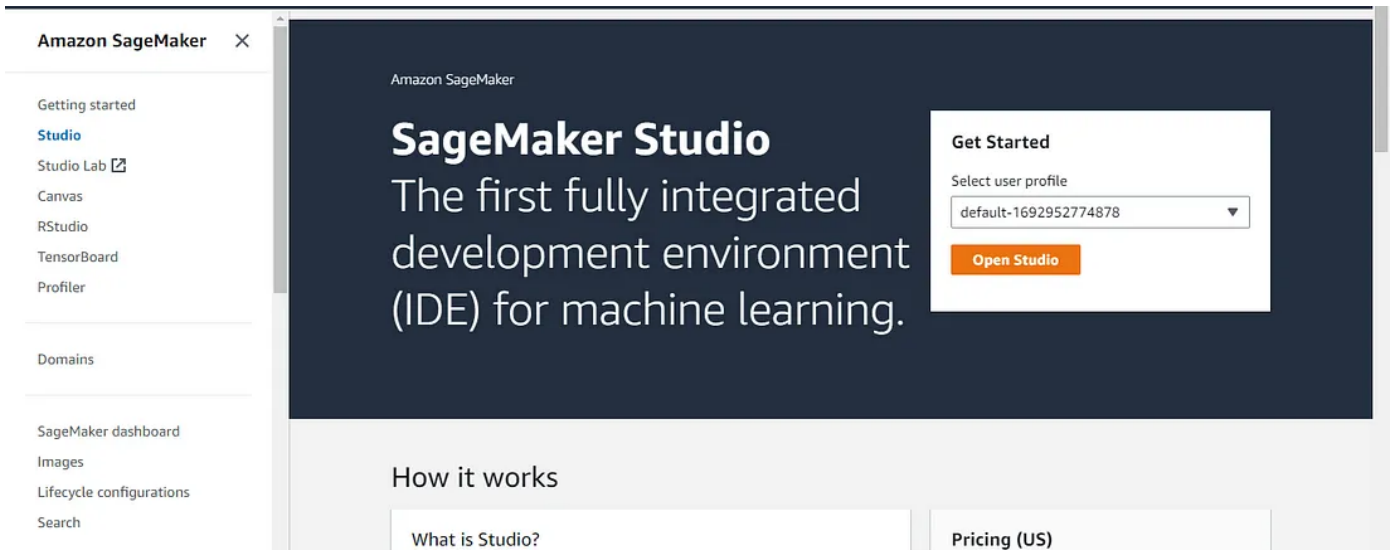 Amazon SageMaker
Getting started
Studio
Studio Lab
Canvas
RStudio
TensorBoard
Profiler
Domains
SageMaker dashboard
Images
Lifecycle configurations
Search
Amazon SageMaker
SageMaker Studio
The first fully integrated
development environment
(IDE) for machine learning.
Get Started
Select user profile
default-1692952774878
Open Studio
How it works
What is Studio?
Pricing (US)